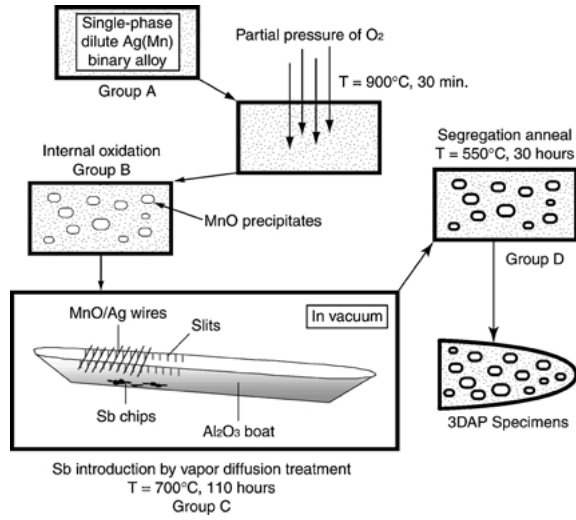 Single-phase
dilute Ag(Mn)
binary alloy
Group A
Partial pressure of O₂
T = 900°C, 30 min.
Internal oxidation
Group B
MnO precipitates
Segregation anneal
T = 550°C, 30 hours
Group D
In vacuum
MnO/Ag wires
Slits
Sb chips
Al₂O₃ boat
3DAP Specimens
Sb introduction by vapor diffusion treatment
T = 700°C, 110 hours
Group C